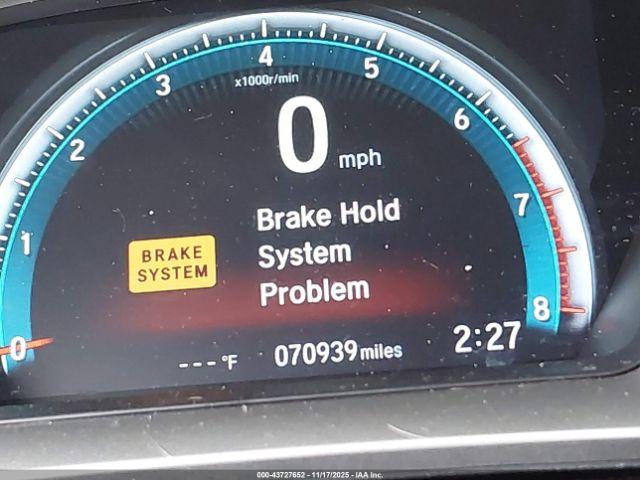 4
3
5
x1000r/min
2
6
0 mph
1
7
Brake Hold
BRAKE
SYSTEM
System
Problem
0
8
---°F
070939 miles
2:27
000-43727652 - 11/17/2025 - IAA Inc.